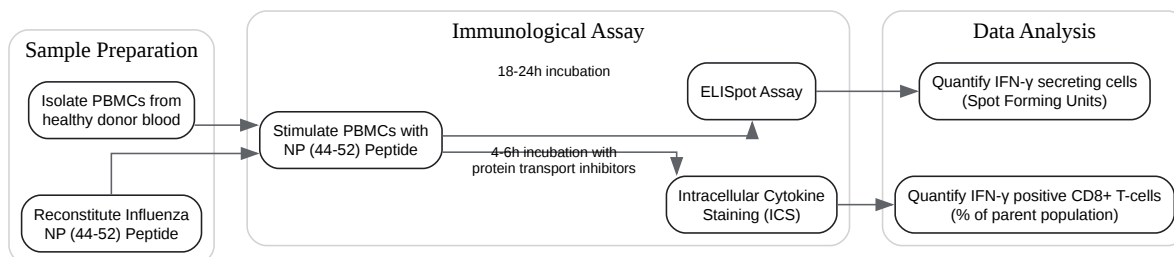 Sample Preparation
Isolate PBMCs from
healthy donor blood
Reconstitute Influenza
NP (44-52) Peptide
Immunological Assay
18-24h incubation
Stimulate PBMCs with
NP (44-52) Peptide
4-6h incubation with
protein transport inhibitors
ELISpot Assay
Intracellular Cytokine
Staining (ICS)
Data Analysis
Quantify IFN-γ secreting cells
(Spot Forming Units)
Quantify IFN-γ positive CD8+ T-cells
(% of parent population)